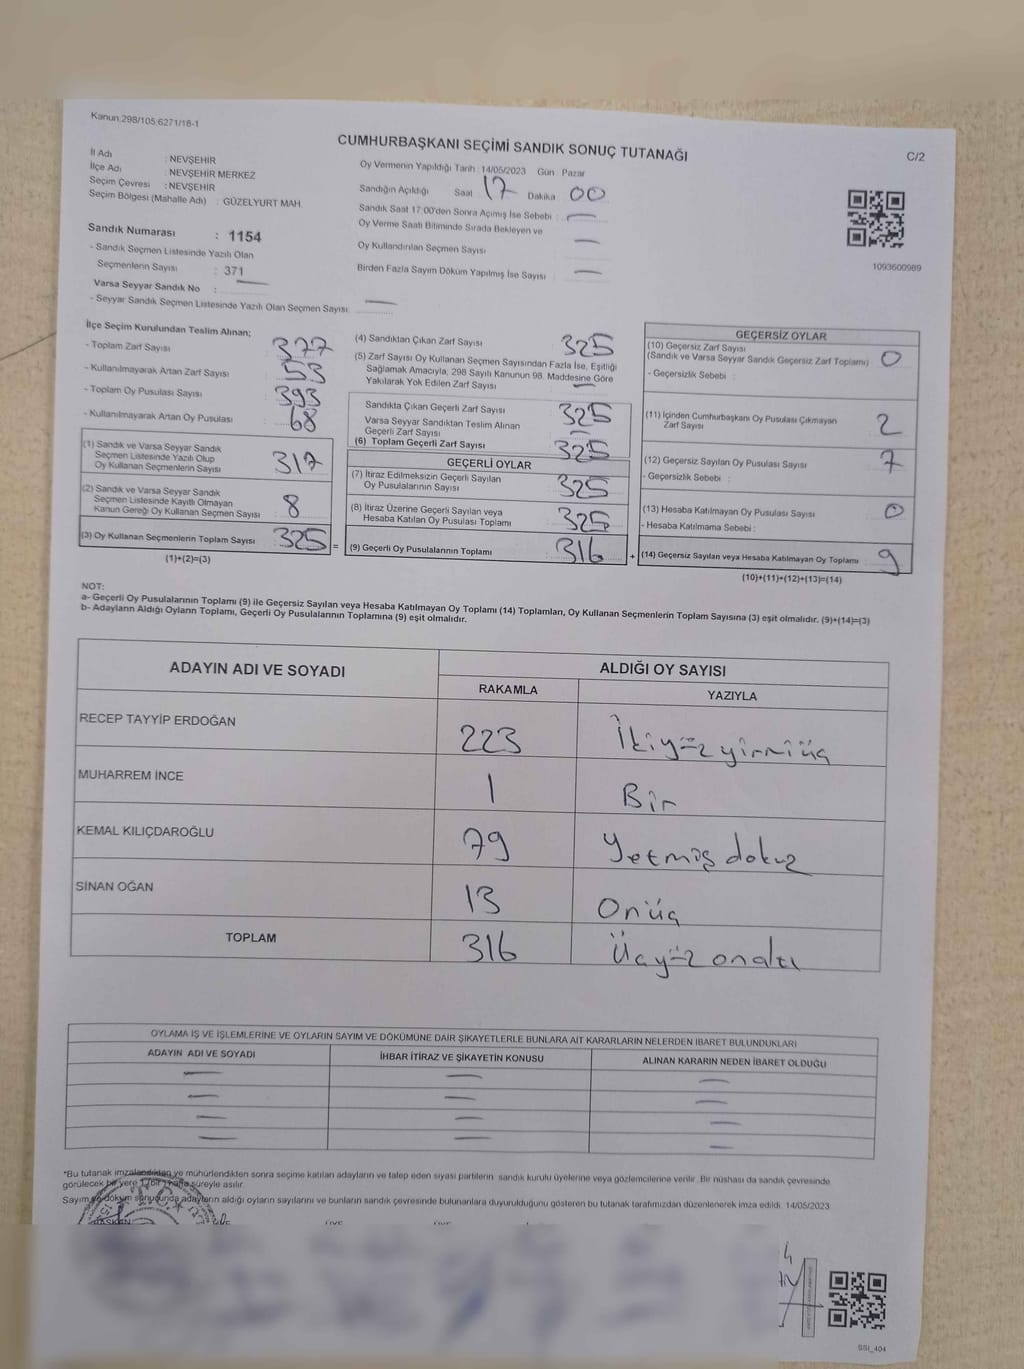 Kanun:298/105;6271/18-1
CUMHURBAŞKANI SEÇİMİ SANDIK SONUÇ TUTANAĞI
C/2
İl Adı : NEVŞEHİR
İlçe Adı : NEVŞEHİR MERKEZ
Seçim Çevresi : NEVŞEHİR
Seçim Bölgesi (Mahalle Adı) : GÜZELYURT MAH.
Sandık Numarası : 1154
- Sandık Seçmen Listesinde Yazılı Olan
Seçmenlerin Sayısı : 371
Varsa Seyyar Sandık No : —
- Seyyar Sandık Seçmen Listesinde Yazılı Olan Seçmen Sayısı: —
Oy Vermenin Yapıldığı Tarih : 14/05/2023 Gün : Pazar
Sandığın Açıldığı Saat 17 Dakika 00
Sandık Saat 17:00'den Sonra Açılmış İse Sebebi : —
Oy Verme Saati Bitiminde Sırada Bekleyen ve
Oy Kullandırılan Seçmen Sayısı —
Birden Fazla Sayım Döküm Yapılmış İse Sayısı —
1093600989
İlçe Seçim Kurulundan Teslim Alınan;
- Toplam Zarf Sayısı : 377
- Kullanılmayarak Artan Zarf Sayısı : 53
- Toplam Oy Pusulası Sayısı : 393
- Kullanılmayarak Artan Oy Pusulası : 68
(1) Sandık ve Varsa Seyyar Sandık
Seçmen Listesinde Yazılı Olup
Oy Kullanan Seçmenlerin Sayısı 317
(2) Sandık ve Varsa Seyyar Sandık
Seçmen Listesinde Kayıtlı Olmayan
Kanun Gereği Oy Kullanan Seçmen Sayısı 8
(3) Oy Kullanan Seçmenlerin Toplam Sayısı 325 =
(1)+(2)=(3)
(4) Sandıktan Çıkan Zarf Sayısı 325
(5) Zarf Sayısı Oy Kullanan Seçmen Sayısından Fazla İse, Eşitliği
Sağlamak Amacıyla, 298 Sayılı Kanunun 98. Maddesine Göre
Yakılarak Yok Edilen Zarf Sayısı —
Sandıkta Çıkan Geçerli Zarf Sayısı 325
Varsa Seyyar Sandıktan Teslim Alınan
Geçerli Zarf Sayısı —
(6) Toplam Geçerli Zarf Sayısı 325
GEÇERLİ OYLAR
(7) İtiraz Edilmeksizin Geçerli Sayılan
Oy Pusulalarının Sayısı 325
(8) İtiraz Üzerine Geçerli Sayılan veya
Hesaba Katılan Oy Pusulası Toplamı 325
(9) Geçerli Oy Pusulalarının Toplamı 316 +
GEÇERSİZ OYLAR
(10) Geçersiz Zarf Sayısı
(Sandık ve Varsa Seyyar Sandık Geçersiz Zarf Toplamı) 0
- Geçersizlik Sebebi :
(11) İçinden Cumhurbaşkanı Oy Pusulası Çıkmayan
Zarf Sayısı 2
(12) Geçersiz Sayılan Oy Pusulası Sayısı 7
- Geçersizlik Sebebi :
(13) Hesaba Katılmayan Oy Pusulası Sayısı 0
- Hesaba Katılmama Sebebi :
(14) Geçersiz Sayılan veya Hesaba Katılmayan Oy Toplamı 9
(10)+(11)+(12)+(13)=(14)
NOT:
a- Geçerli Oy Pusulalarının Toplamı (9) ile Geçersiz Sayılan veya Hesaba Katılmayan Oy Toplamı (14) Toplamları, Oy Kullanan Seçmenlerin Toplam Sayısına (3) eşit olmalıdır. (9)+(14)=(3)
b- Adayların Aldığı Oyların Toplamı, Geçerli Oy Pusulalarının Toplamına (9) eşit olmalıdır.
ADAYIN ADI VE SOYADI ALDIĞI OY SAYISI
RAKAMLA YAZIYLA
RECEP TAYYİP ERDOĞAN 223 İkiyüz yirmiüç
MUHARREM İNCE 1 Bir
KEMAL KILIÇDAROĞLU 79 Yetmiş dokuz
SİNAN OĞAN 13 Onüç
TOPLAM 316 Üçyüz onaltı
OYLAMA İŞ VE İŞLEMLERİNE VE OYLARIN SAYIM VE DÖKÜMÜNE DAİR ŞİKAYETLERLE BUNLARA AİT KARARLARIN NELERDEN İBARET BULUNDUKLARI
ADAYIN ADI VE SOYADI İHBAR İTİRAZ VE ŞİKAYETİN KONUSU ALINAN KARARIN NEDEN İBARET OLDUĞU
— — —
— — —
— — —
— — —
*Bu tutanak imzalandıktan ve mühürlendikten sonra seçime katılan adayların ve talep eden siyasi partilerin sandık kurulu üyelerine veya gözlemcilerine verilir. Bir nüshası da sandık çevresinde
görülecek bir yere 1 (bir) hafta süreyle asılır.
Sayım ve döküm sonucunda adayların aldığı oyların sayılarını ve bunların sandık çevresinde bulunanlara duyurulduğunu gösteren bu tutanak tarafımızdan düzenlenerek imza edildi. 14/05/2023
BAŞKAN
SSI_404